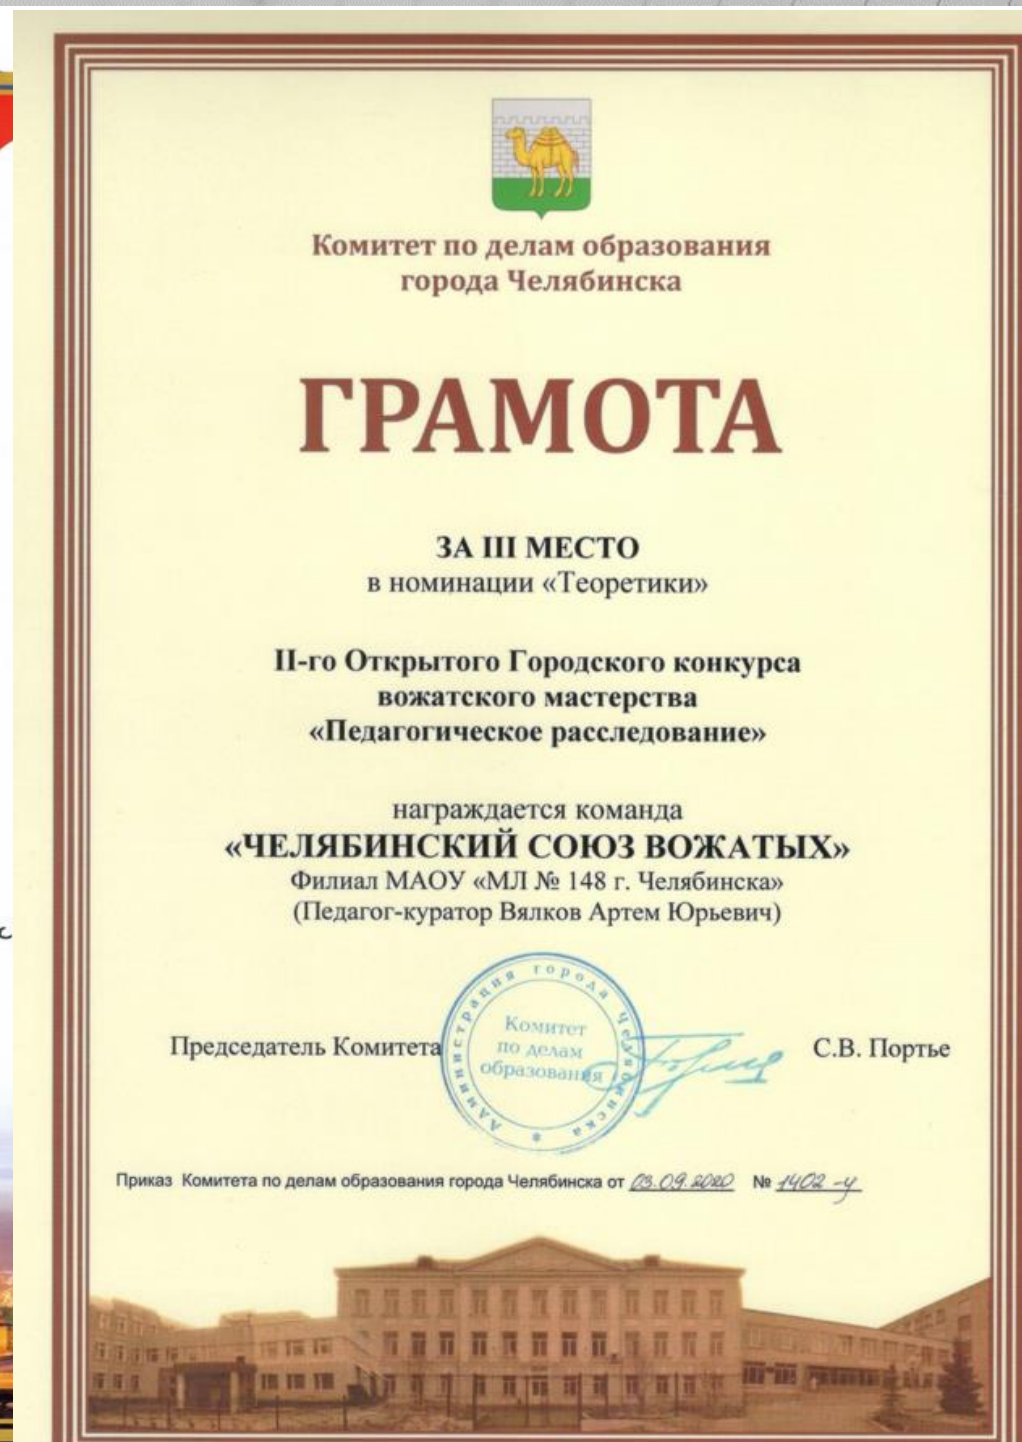 Комитет по делам образования
города Челябинска
ГРАМОТА
ЗА III МЕСТО
в номинации «Теоретики»
II-го Открытого Городского конкурса
вожатского мастерства
«Педагогическое расследование»
награждается команда
«ЧЕЛЯБИНСКИЙ СОЮЗ ВОЖАТЫХ»
Филиал МАОУ «МЛ № 148 г. Челябинска»
(Педагог-куратор Вялков Артем Юрьевич)
Администрация города Челябинска
Комитет
по делам
образования
Председатель Комитета
С.В. Портье
Приказ Комитета по делам образования города Челябинска от 03.09.2020 № 1402-у